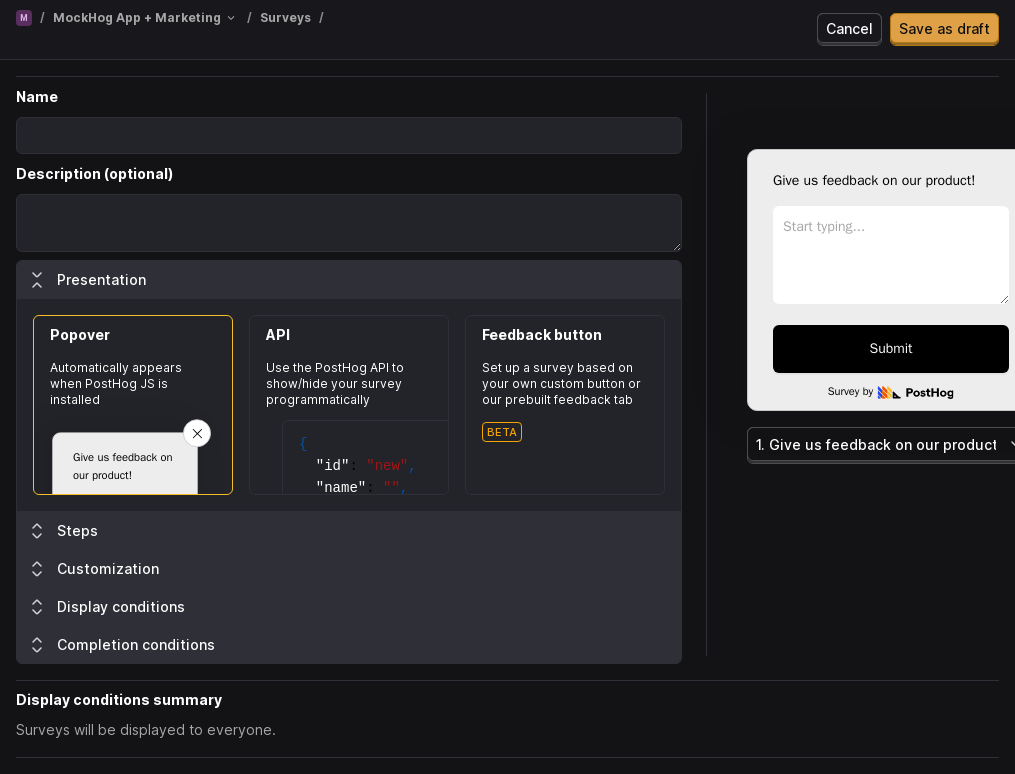 M / MockHog App + Marketing / Surveys /
Cancel
Save as draft
Name
Description (optional)
Presentation
Popover
Automatically appears
when PostHog JS is
installed
Give us feedback on
our product!
API
Use the PostHog API to
show/hide your survey
programmatically
{
"id": "new",
"name": "",
Feedback button
Set up a survey based on
your own custom button or
our prebuilt feedback tab
BETA
Steps
Customization
Display conditions
Completion conditions
Give us feedback on our product!
Start typing...
Submit
Survey by PostHog
1. Give us feedback on our product
Display conditions summary
Surveys will be displayed to everyone.